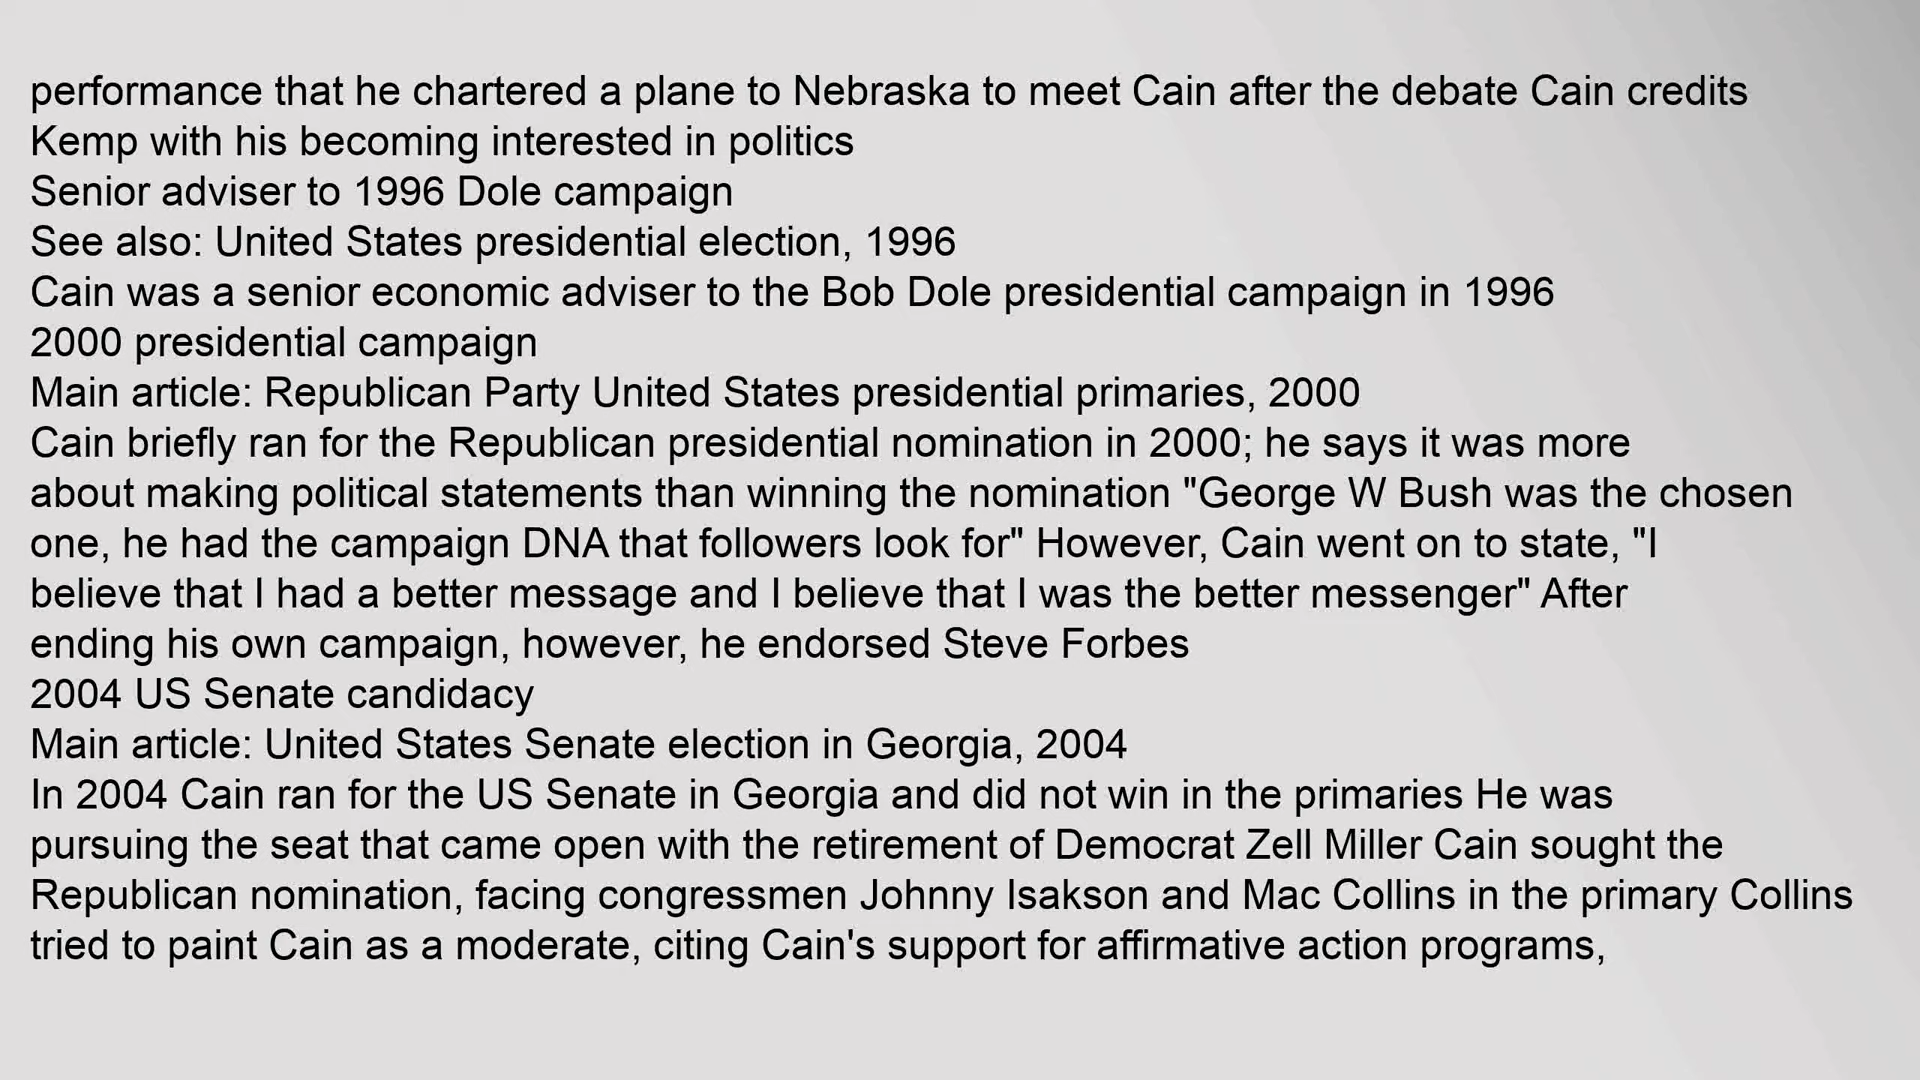 performance that he chartered a plane to Nebraska to meet Cain after the debate Cain credits
Kemp with his becoming interested in politics
Senior adviser to 1996 Dole campaign
See also: United States presidential election, 1996
Cain was a senior economic adviser to the Bob Dole presidential campaign in 1996
2000 presidential campaign
Main article: Republican Party United States presidential primaries, 2000
Cain briefly ran for the Republican presidential nomination in 2000; he says it was more
about making political statements than winning the nomination "George W Bush was the chosen
one, he had the campaign DNA that followers look for" However, Cain went on to state, "I
believe that I had a better message and I believe that I was the better messenger" After
ending his own campaign, however, he endorsed Steve Forbes
2004 US Senate candidacy
Main article: United States Senate election in Georgia, 2004
In 2004 Cain ran for the US Senate in Georgia and did not win in the primaries He was
pursuing the seat that came open with the retirement of Democrat Zell Miller Cain sought the
Republican nomination, facing congressmen Johnny Isakson and Mac Collins in the primary Collins
tried to paint Cain as a moderate, citing Cain's support for affirmative action programs,